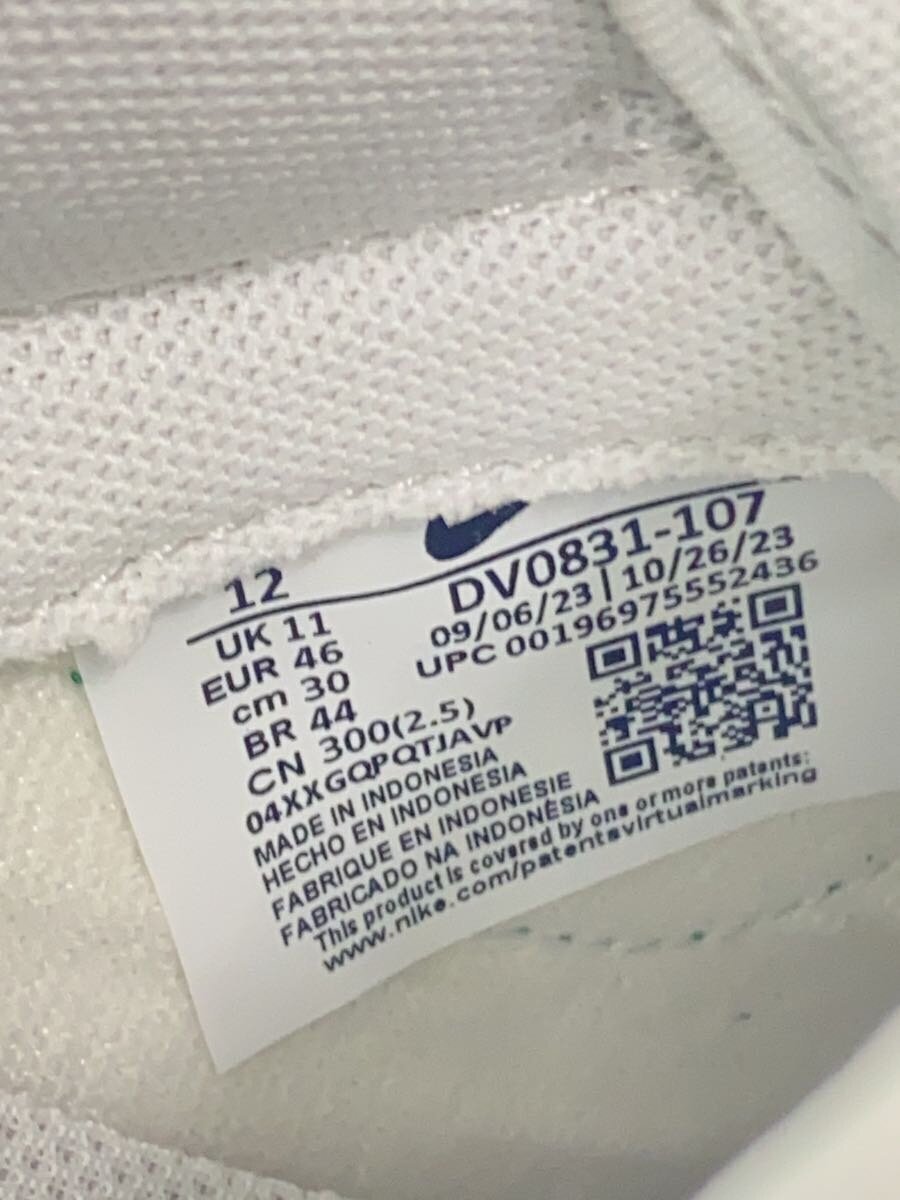 12
UK 11
EUR 46
cm 30
BR 44
CN 300(2.5)
04XXGQPQTJAVP
DV0831-107
09/06/23 | 10/26/23
UPC 00196975552436
MADE IN INDONESIA
HECHO EN INDONESIA
FABRIQUE EN INDONESIE
FABRICADO NA INDONÉSIA
This product is covered by one or more patents:
www.nike.com/patentsvirtualmarking